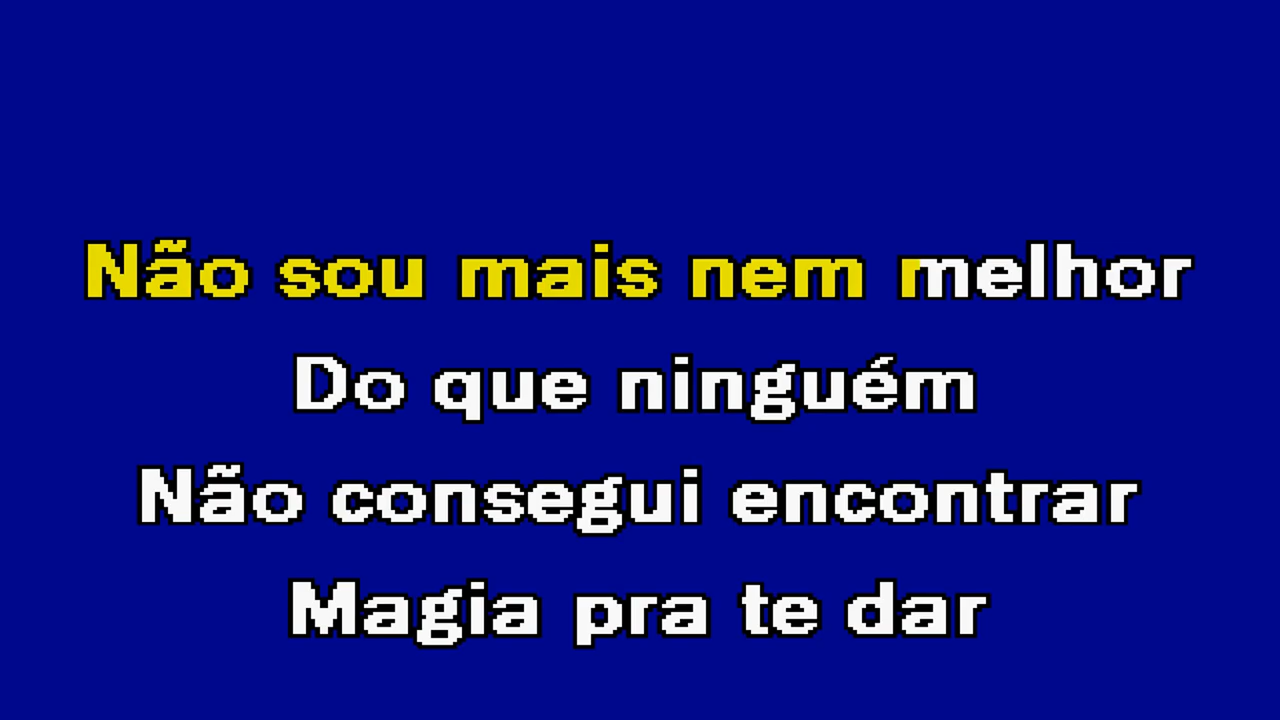 Não sou mais nem melhor
Do que ninguém
Não consegui encontrar
Magia pra te dar